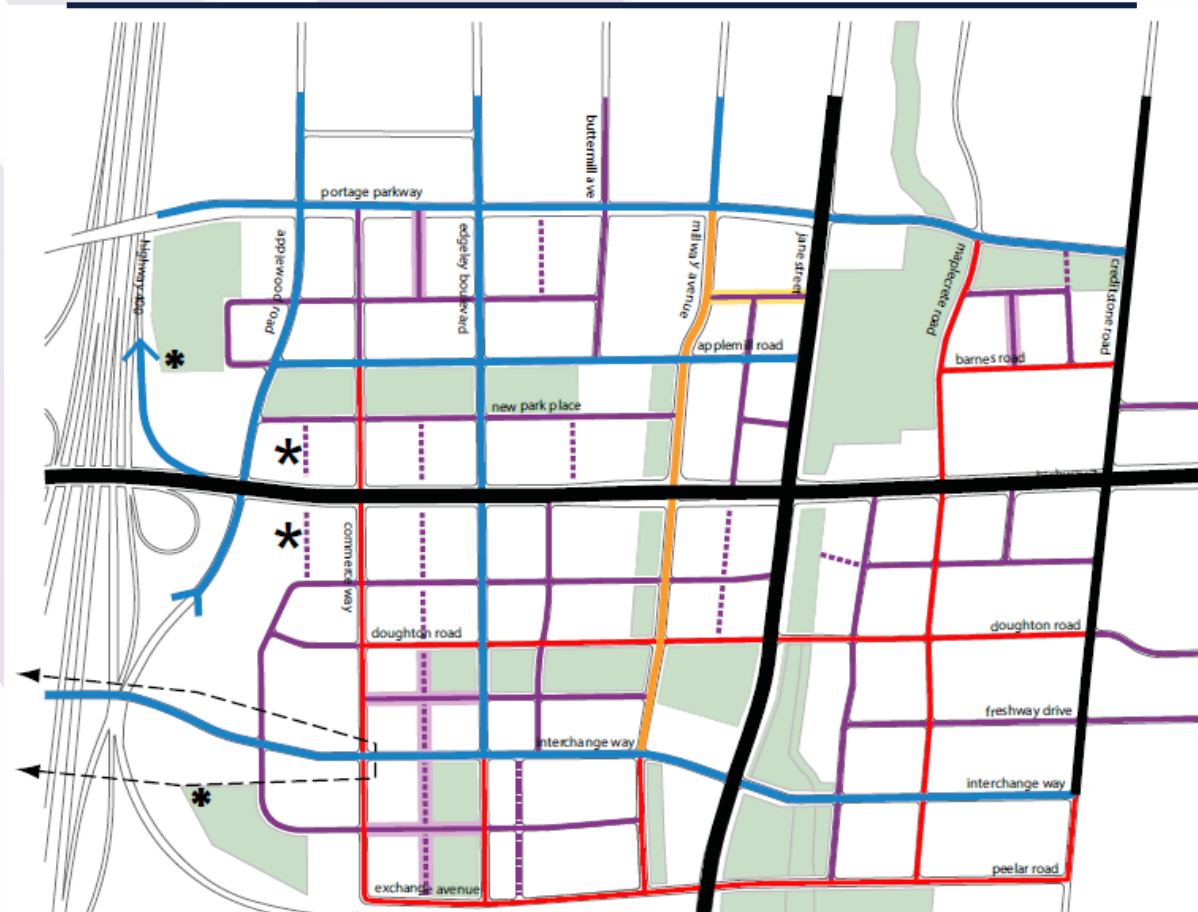 buttermill ave
portage parkway
highway 400
applewood road
edgeley boulevard
millway avenue
jane street
maplecrete road
creditstone road
applemill road
barnes road
new park place
*
*
*
commerce way
doughton road
doughton road
freshway drive
interchange way
interchange way
*
peelar road
exchange avenue